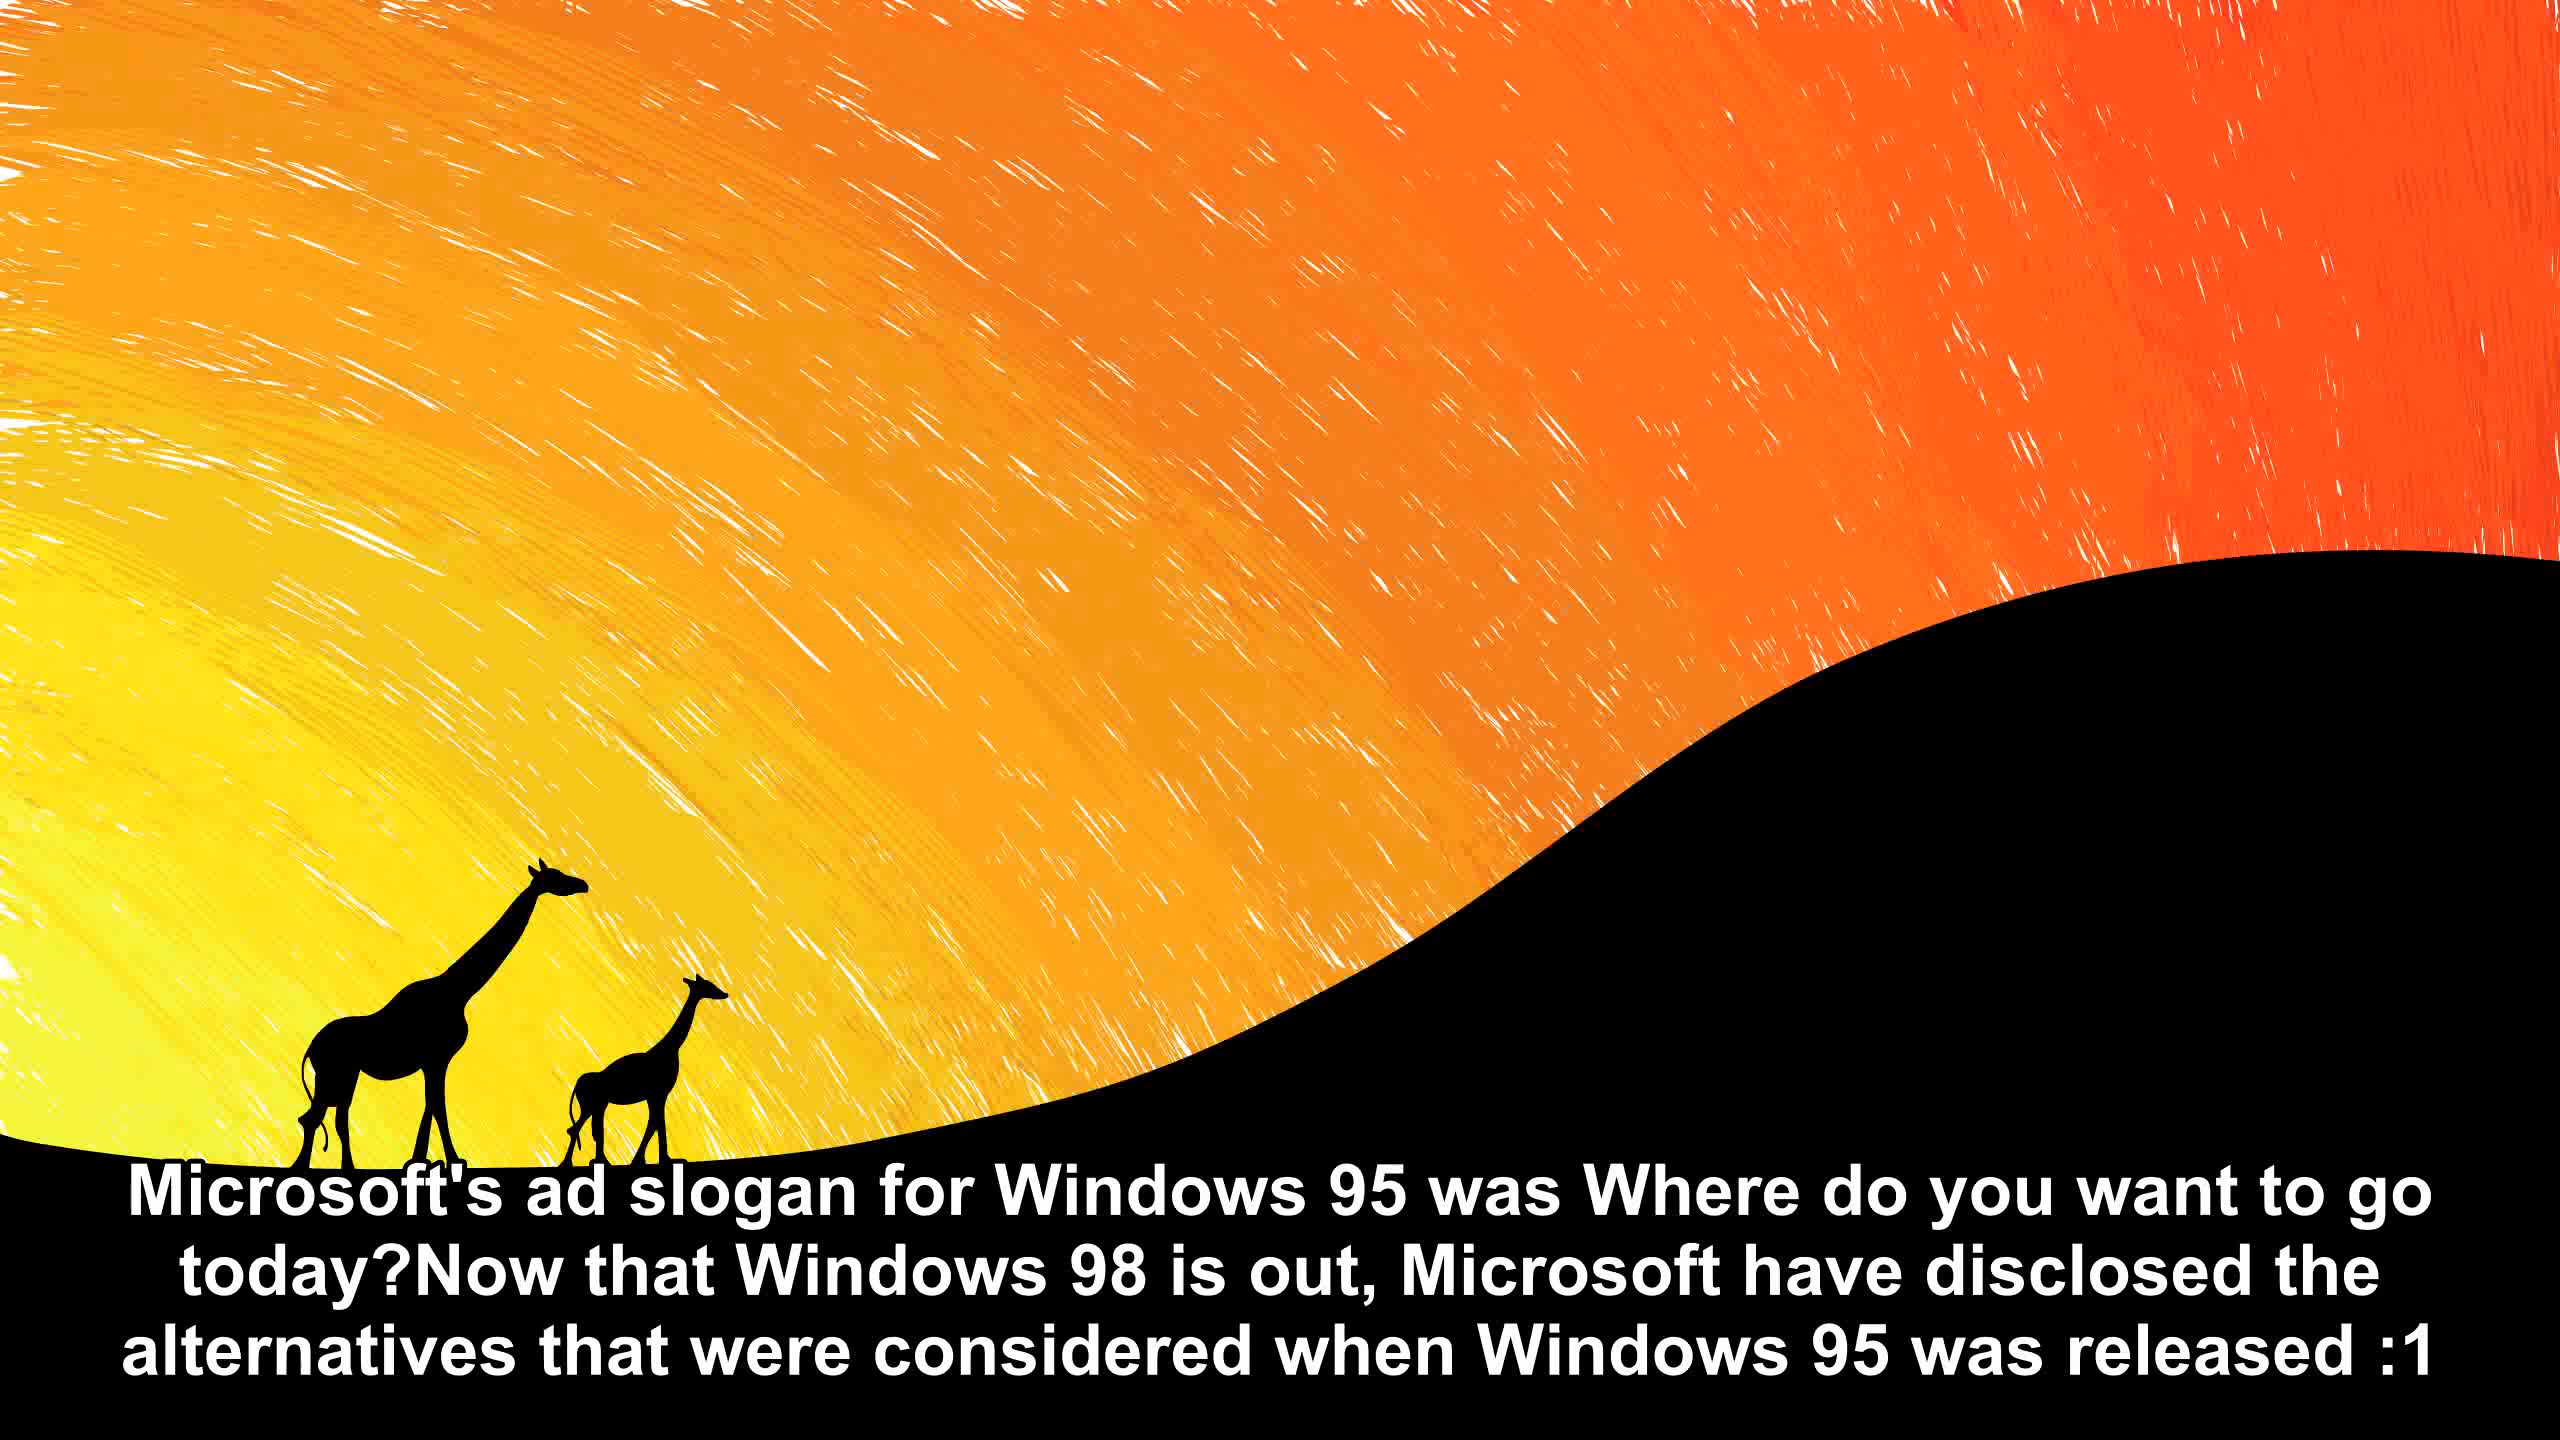 Microsoft's ad slogan for Windows 95 was Where do you want to go
today?Now that Windows 98 is out, Microsoft have disclosed the
alternatives that were considered when Windows 95 was released :1